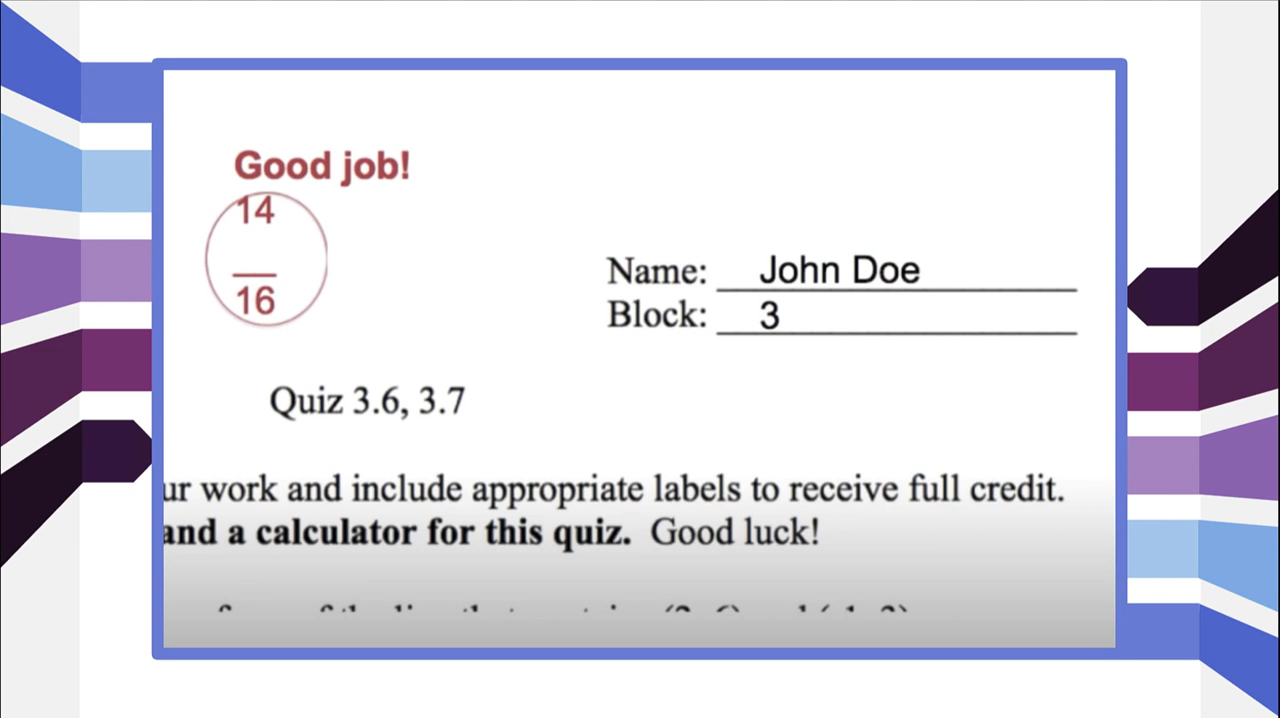 Good job!
14
16
Name: John Doe
Block: 3
Quiz 3.6, 3.7
ur work and include appropriate labels to receive full credit.
and a calculator for this quiz. Good luck!